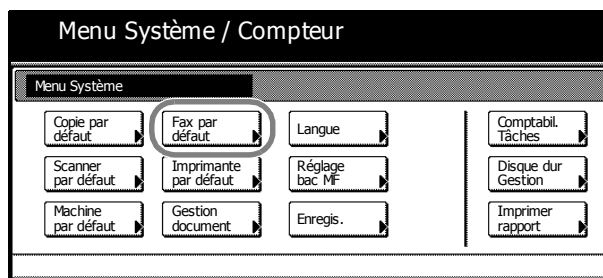 Menu Système / Compteur
Menu Système
Copie par
défaut
Fax par
défaut
Langue
Comptabil.
Tâches
Scanner
par défaut
Imprimante
par défaut
Réglage
bac MF
Disque dur
Gestion
Machine
par défaut
Gestion
document
Enregis.
Imprimer
rapport